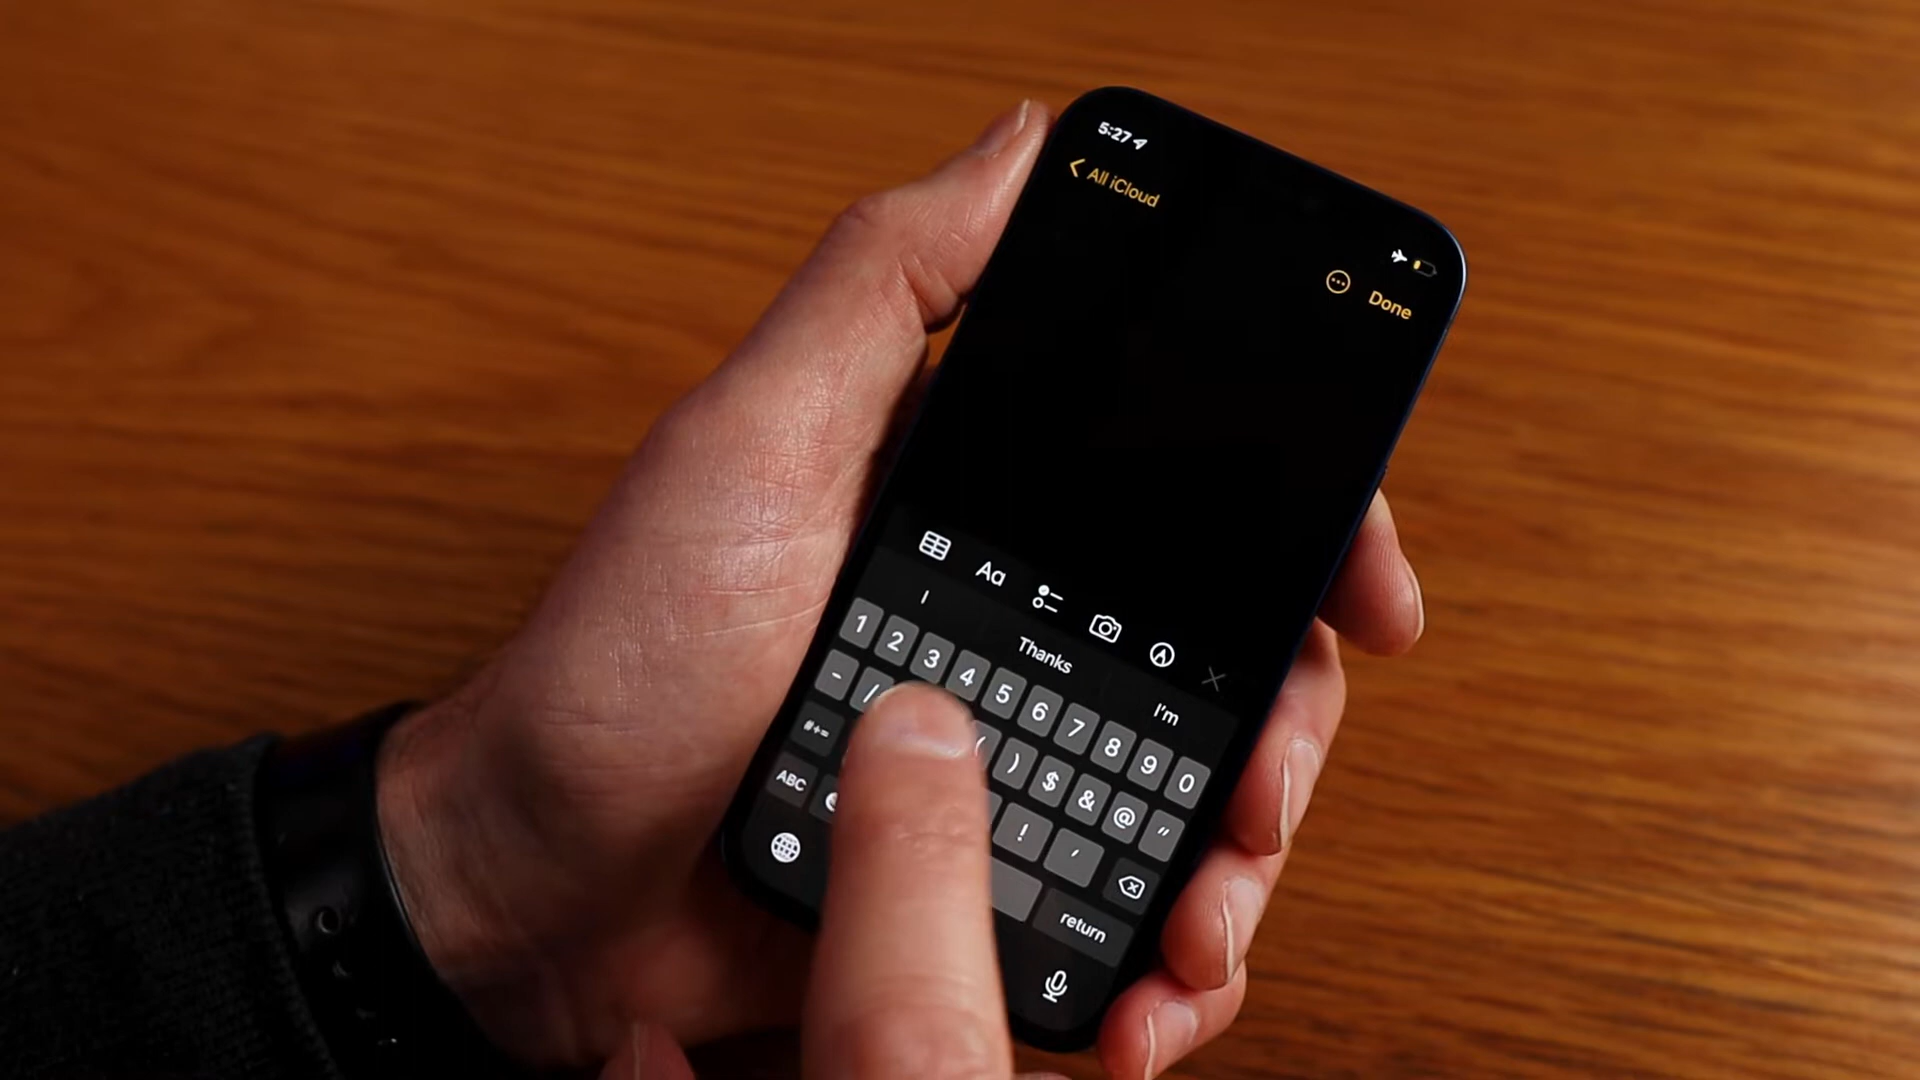 5:27
All iCloud
Done
Aa
I Thanks I'm
1 2 3 4 5 6 7 8 9 0
- / ( ) $ & @ "
#+= ! '
ABC
return